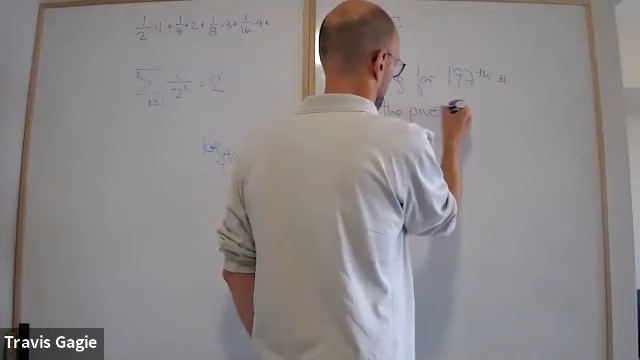 1/2 · 1 + 1/4 · 2 + 1/8 · 3 + 1/16 · 4 +
∑ i/2^i = 2
i≥1
log
for 197th #
the
Travis Gagie